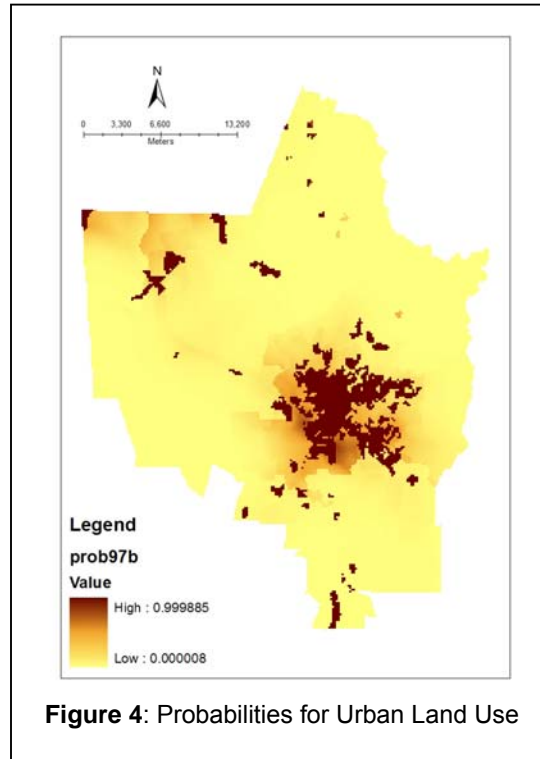 N
0 3,300 6,600 13,200
Meters
Legend
prob97b
Value
High : 0.999885
Low : 0.000008
Figure 4: Probabilities for Urban Land Use